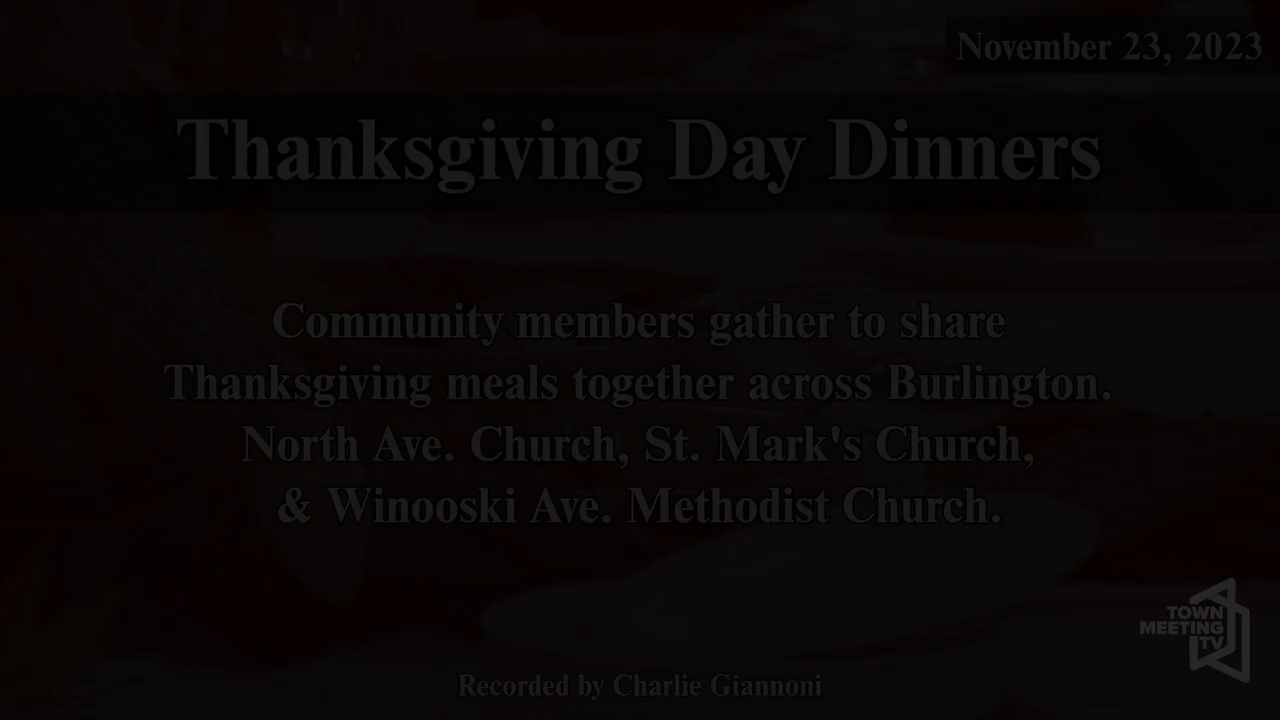 November 23, 2023
Thanksgiving Day Dinners
Community members gather to share
Thanksgiving meals together across Burlington.
North Ave. Church, St. Mark's Church,
& Winooski Ave. Methodist Church.
TOWN
MEETING
TV
Recorded by Charlie Giannoni